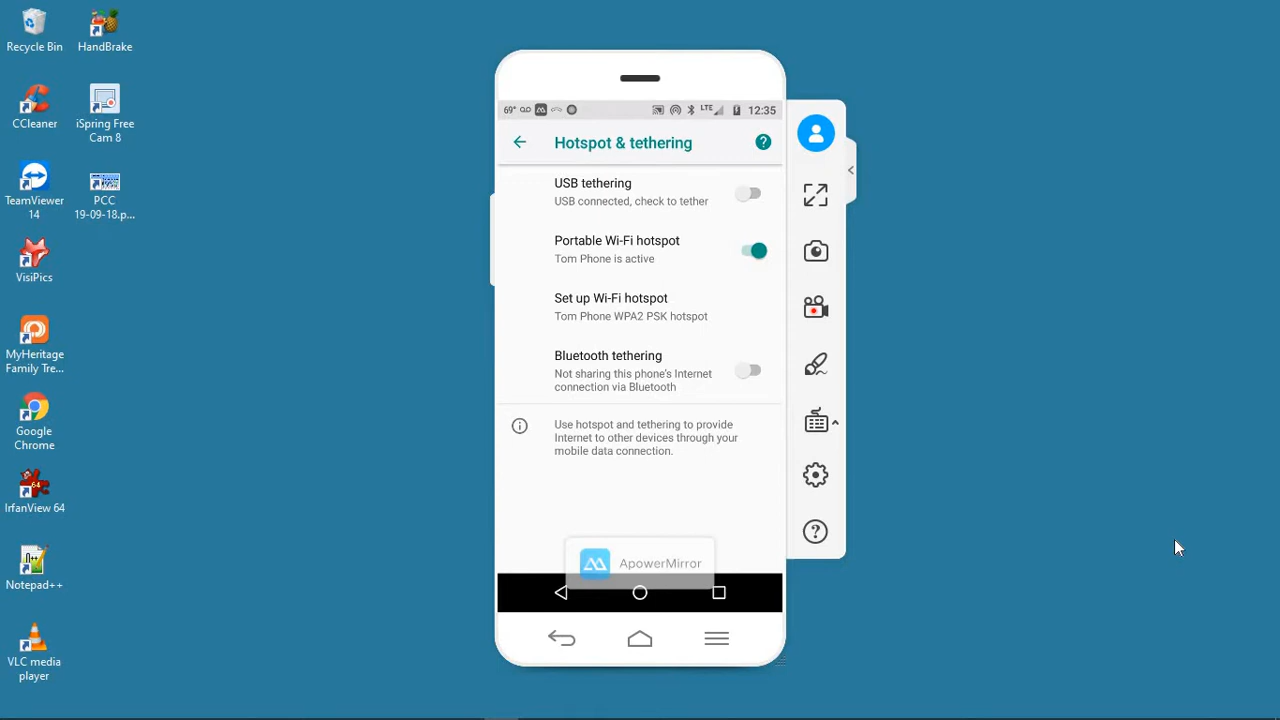 Recycle Bin
HandBrake
CCleaner
iSpring Free
Cam 8
TeamViewer
14
PCC
19-09-18.p...
VisiPics
MyHeritage
Family Tre...
Google
Chrome
64
IrfanView 64
Notepad++
VLC media
player
69° LTE 12:35
Hotspot & tethering
USB tethering
USB connected, check to tether
Portable Wi-Fi hotspot
Tom Phone is active
Set up Wi-Fi hotspot
Tom Phone WPA2 PSK hotspot
Bluetooth tethering
Not sharing this phone's Internet
connection via Bluetooth
Use hotspot and tethering to provide
Internet to other devices through your
mobile data connection.
ApowerMirror